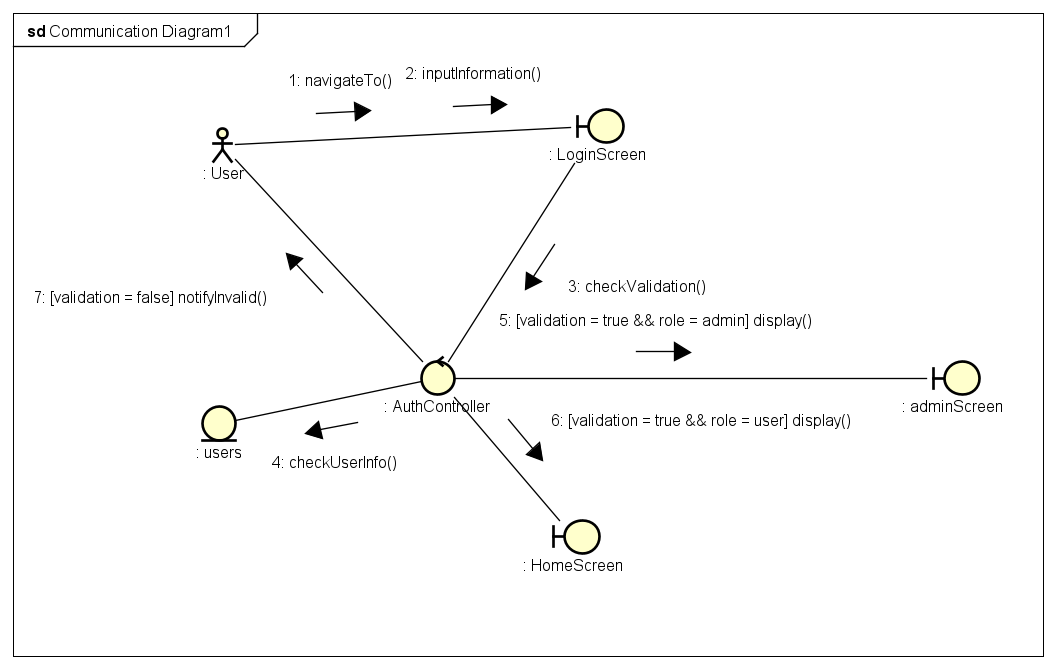 sd Communication Diagram1
1: navigateTo()
2: inputInformation()
: User
: LoginScreen
7: [validation = false] notifyInvalid()
3: checkValidation()
5: [validation = true && role = admin] display()
: AuthController
: adminScreen
6: [validation = true && role = user] display()
: users
4: checkUserInfo()
: HomeScreen